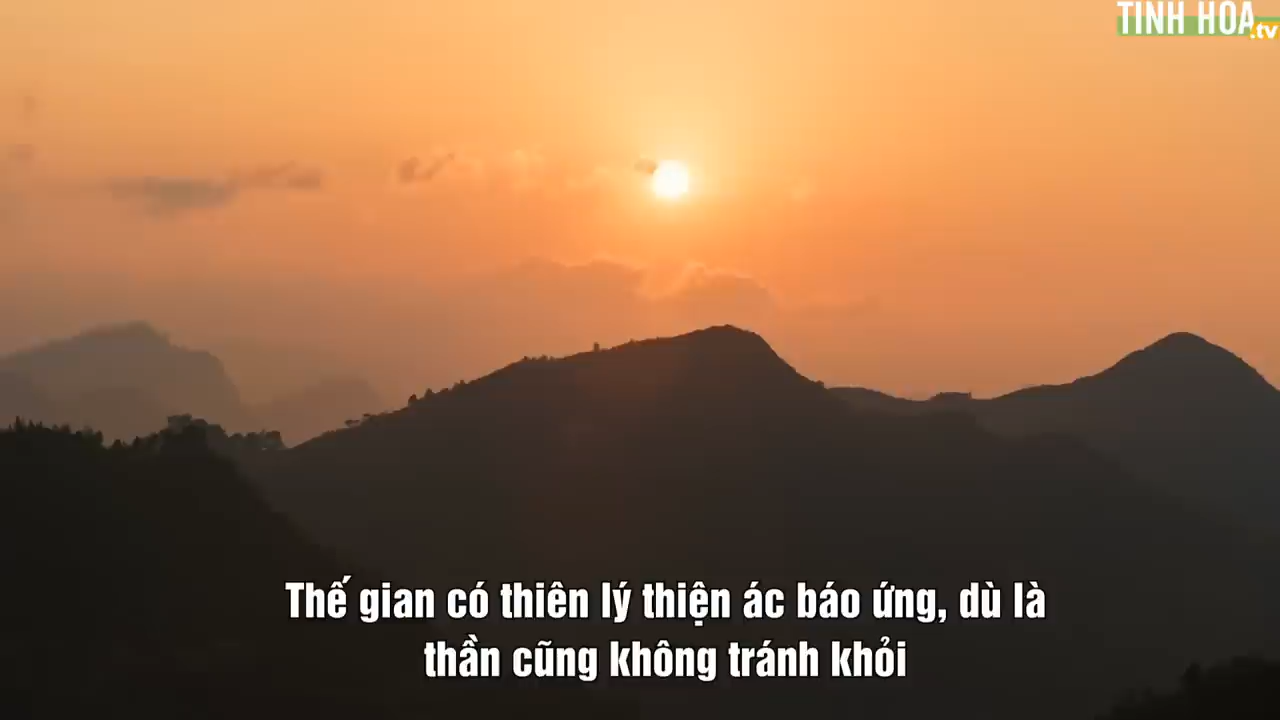 TINH HOA
.tv
Thế gian có thiên lý thiện ác báo ứng, dù là
thần cũng không tránh khỏi